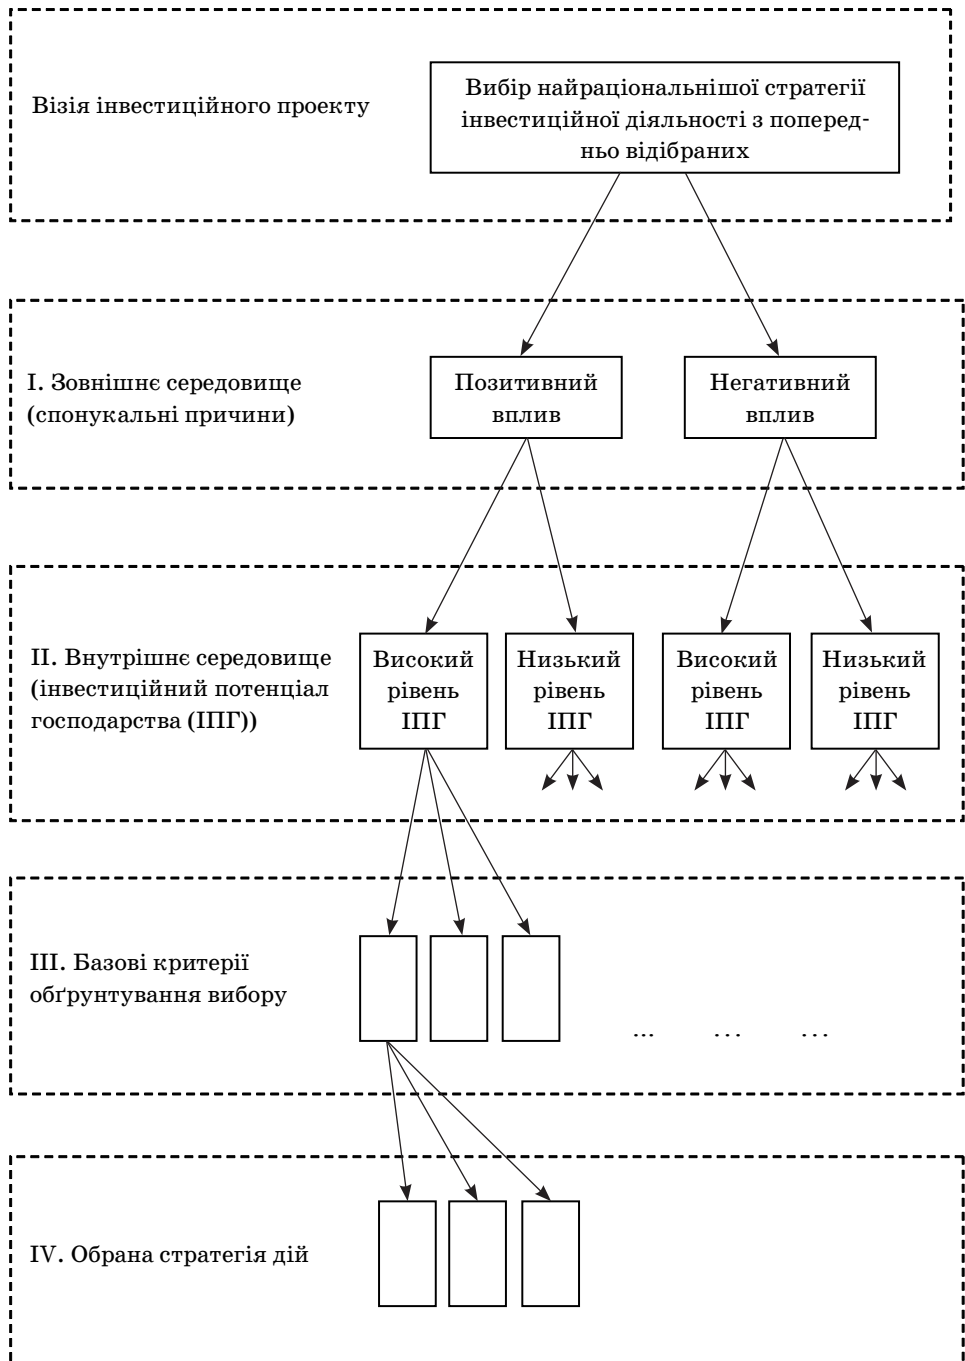 Візія інвестиційного проекту
Вибір найраціональнішої стратегії
інвестиційної діяльності з поперед-
ньо відібраних
I. Зовнішнє середовище
(спонукальні причини)
Позитивний
вплив
Негативний
вплив
II. Внутрішнє середовище
(інвестиційний потенціал
господарства (ІПГ))
Високий
рівень
ІПГ
Низький
рівень
ІПГ
Високий
рівень
ІПГ
Низький
рівень
ІПГ
III. Базові критерії
обґрунтування вибору
... ... ...
IV. Обрана стратегія дій